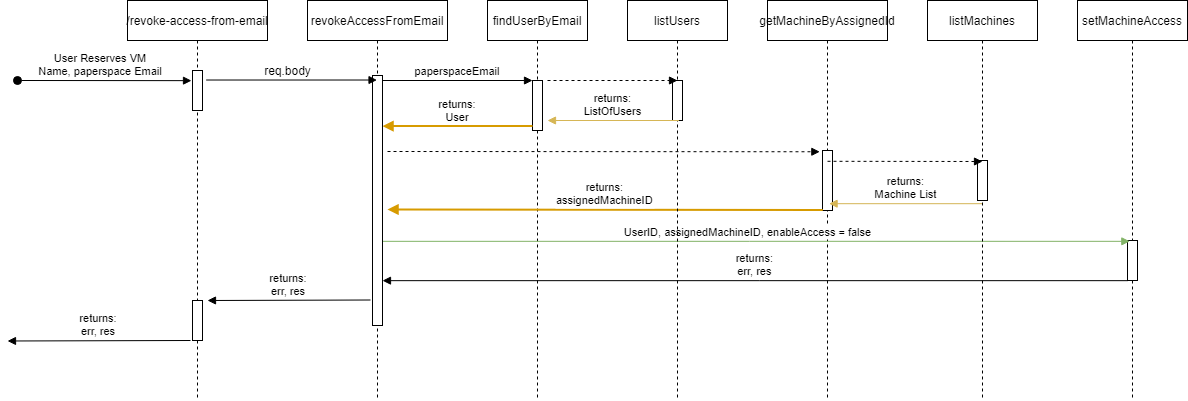 /revoke-access-from-email
revokeAccessFromEmail
findUserByEmail
listUsers
getMachineByAssignedId
listMachines
setMachineAccess
User Reserves VM
Name, paperspace Email
req.body
paperspaceEmail
returns:
User
returns:
ListOfUsers
returns:
assignedMachineID
returns:
Machine List
UserID, assignedMachineID, enableAccess = false
returns:
err, res
returns:
err, res
returns:
err, res